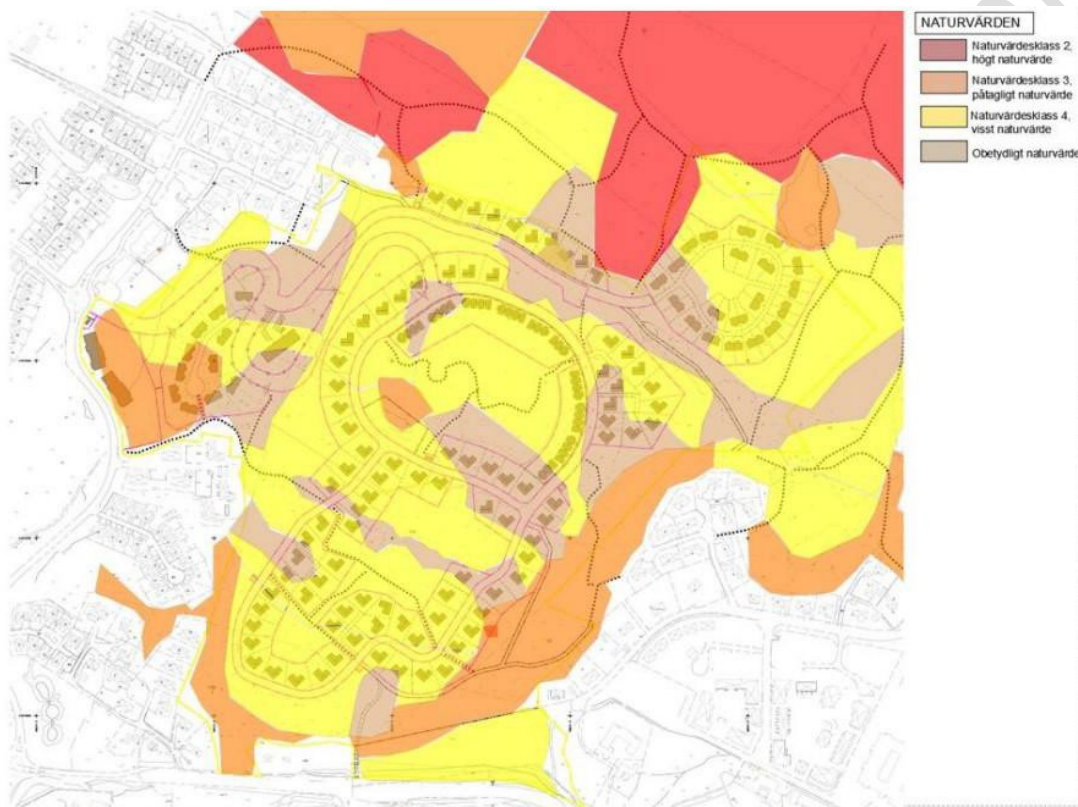 NATURVÄRDEN
Naturvärdesklass 2,
högt naturvärde
Naturvärdesklass 3,
påtagligt naturvärde
Naturvärdesklass 4,
visst naturvärde
Obetydligt naturvärde